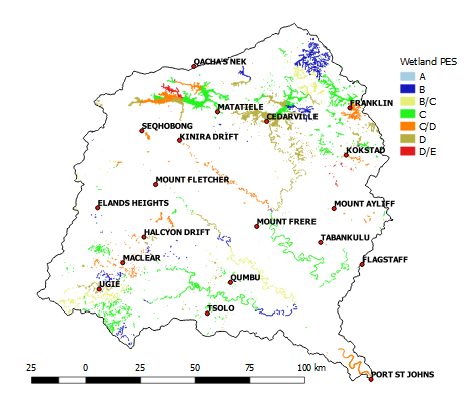 QACHA'S NEK
Wetland PES
A
B
B/C
C
C/D
D
D/E
MATATIELE
FRANKLIN
CEDARVILLE
SEQHOBONG
KINIRA DRIFT
KOKSTAD
MOUNT FLETCHER
ELANDS HEIGHTS
MOUNT AYLIFF
MOUNT FRERE
HALCYON DRIFT
TABANKULU
MACLEAR
FLAGSTAFF
UGIE
QUMBU
TSOLO
25 0 25 50 75 100 km
PORT ST JOHNS